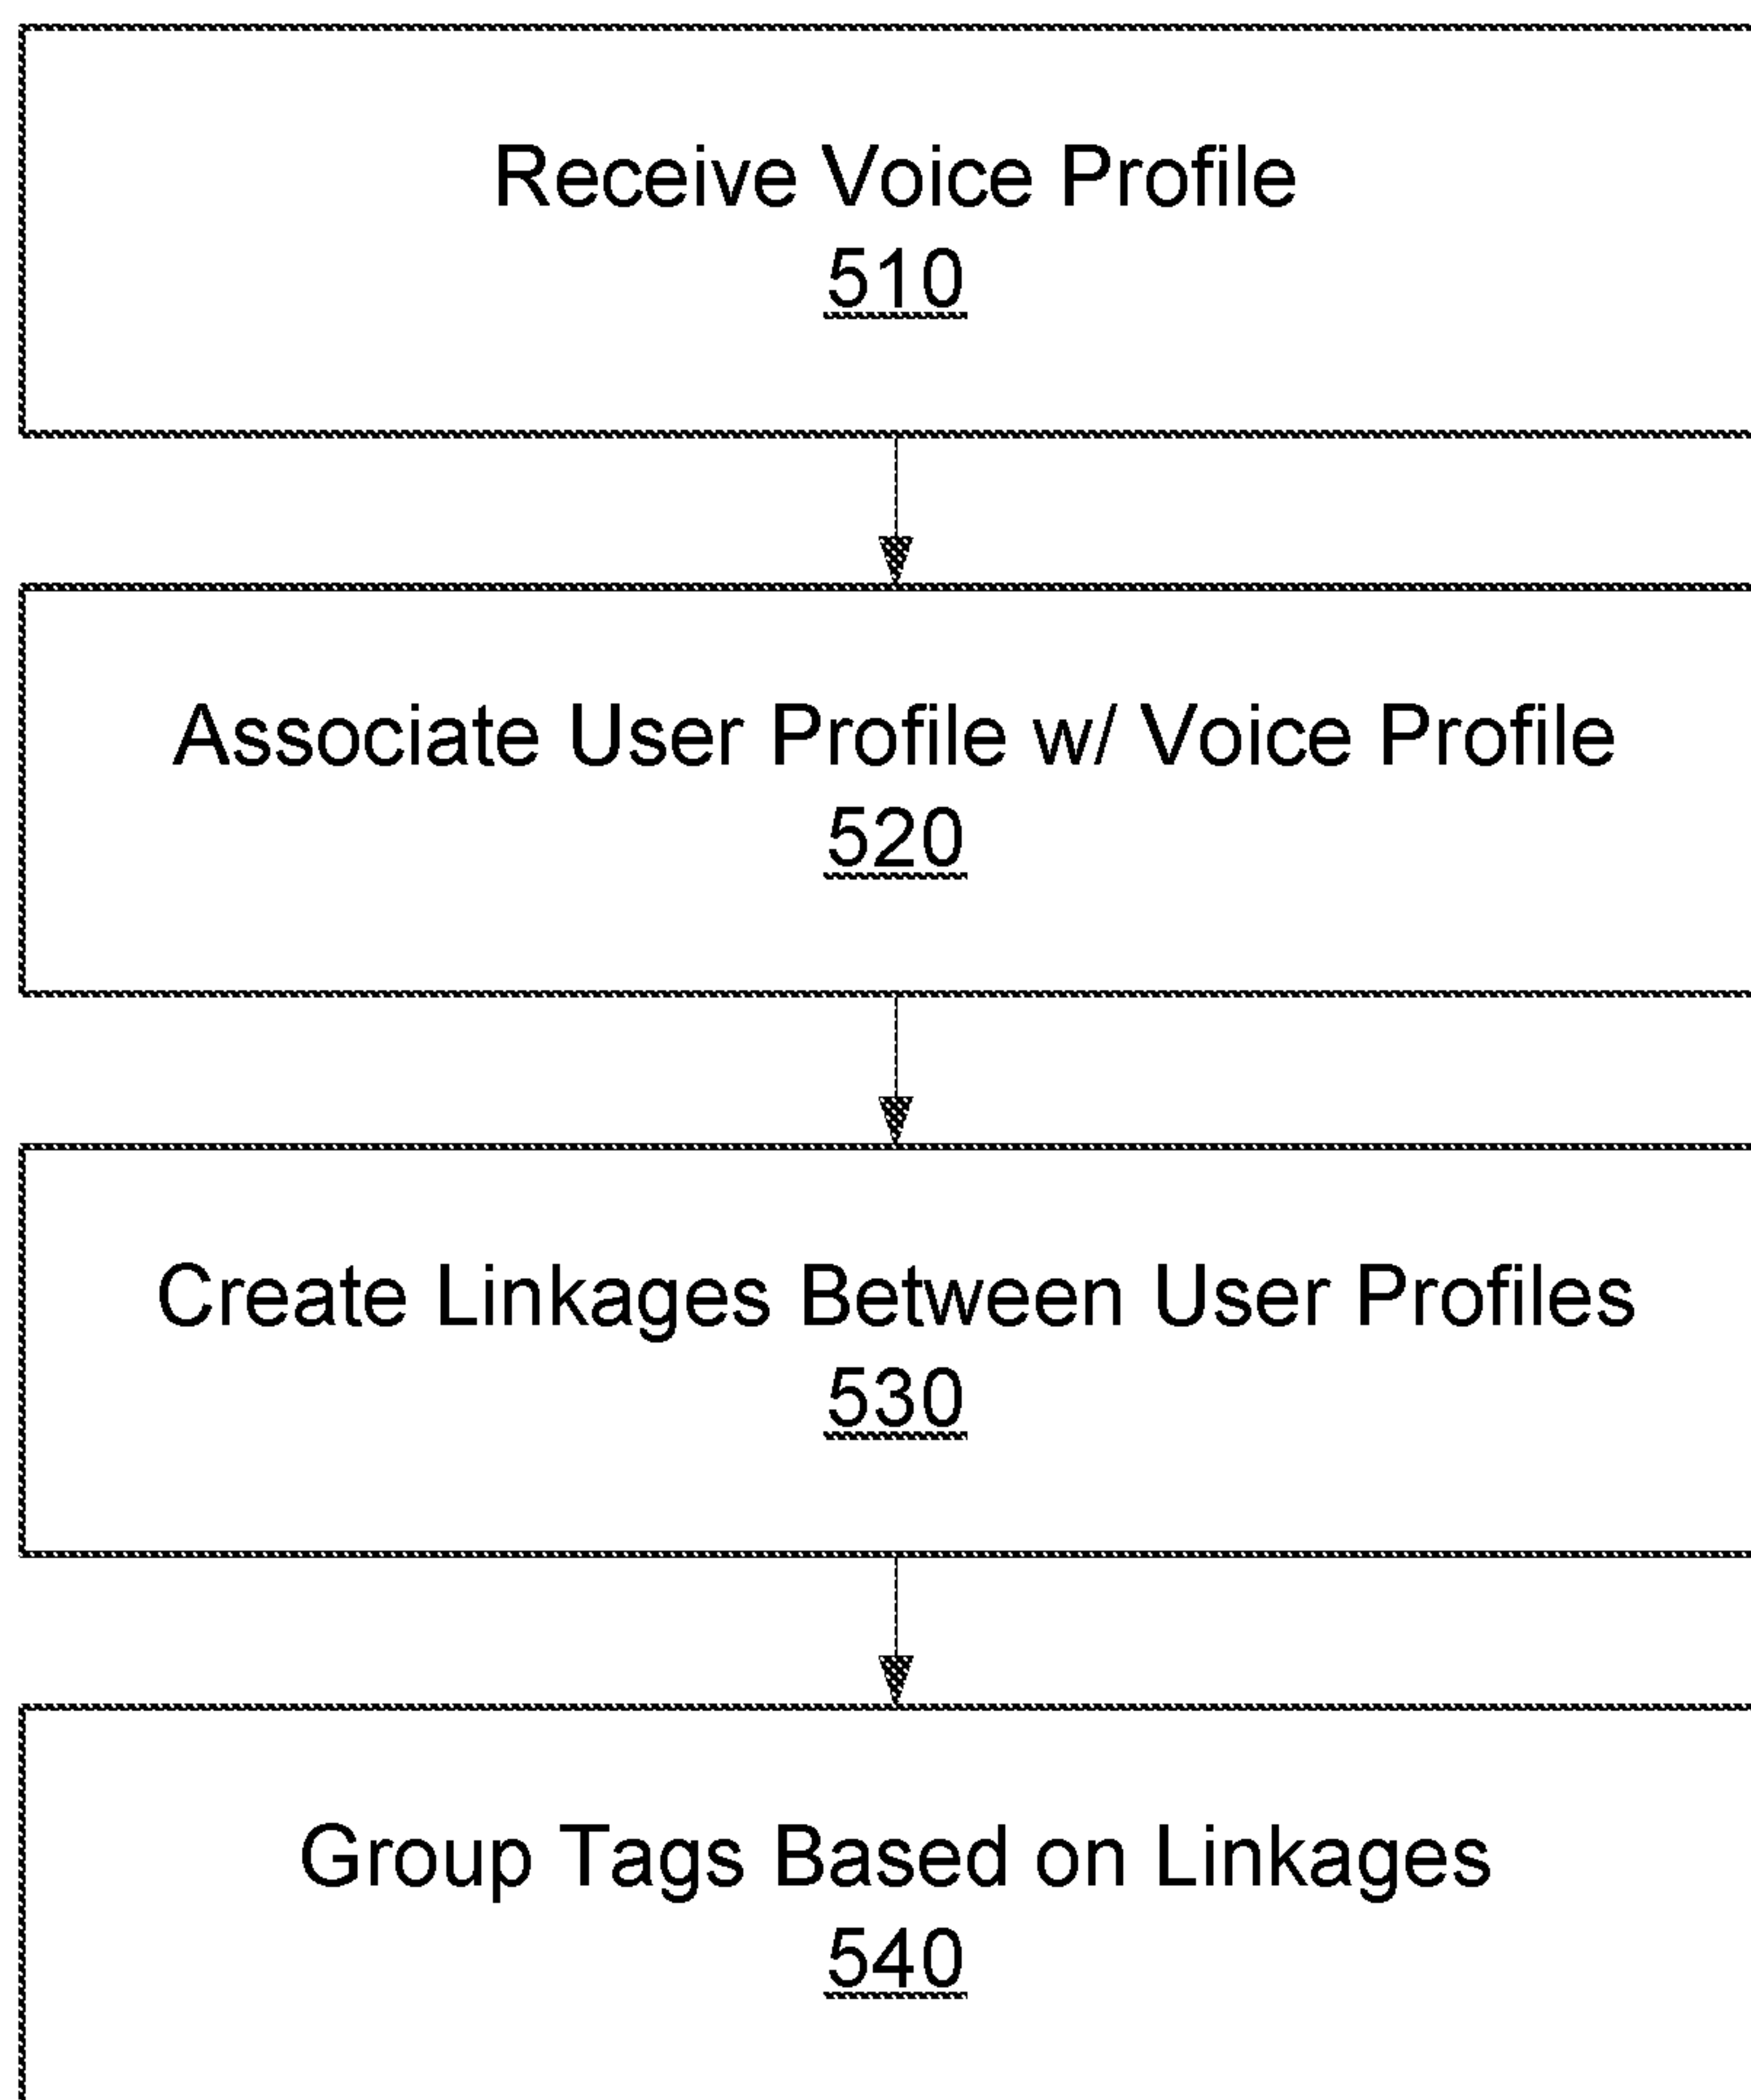 Receive Voice Profile
510
Associate User Profile w/ Voice Profile
520
Create Linkages Between User Profiles
530
Group Tags Based on Linkages
540